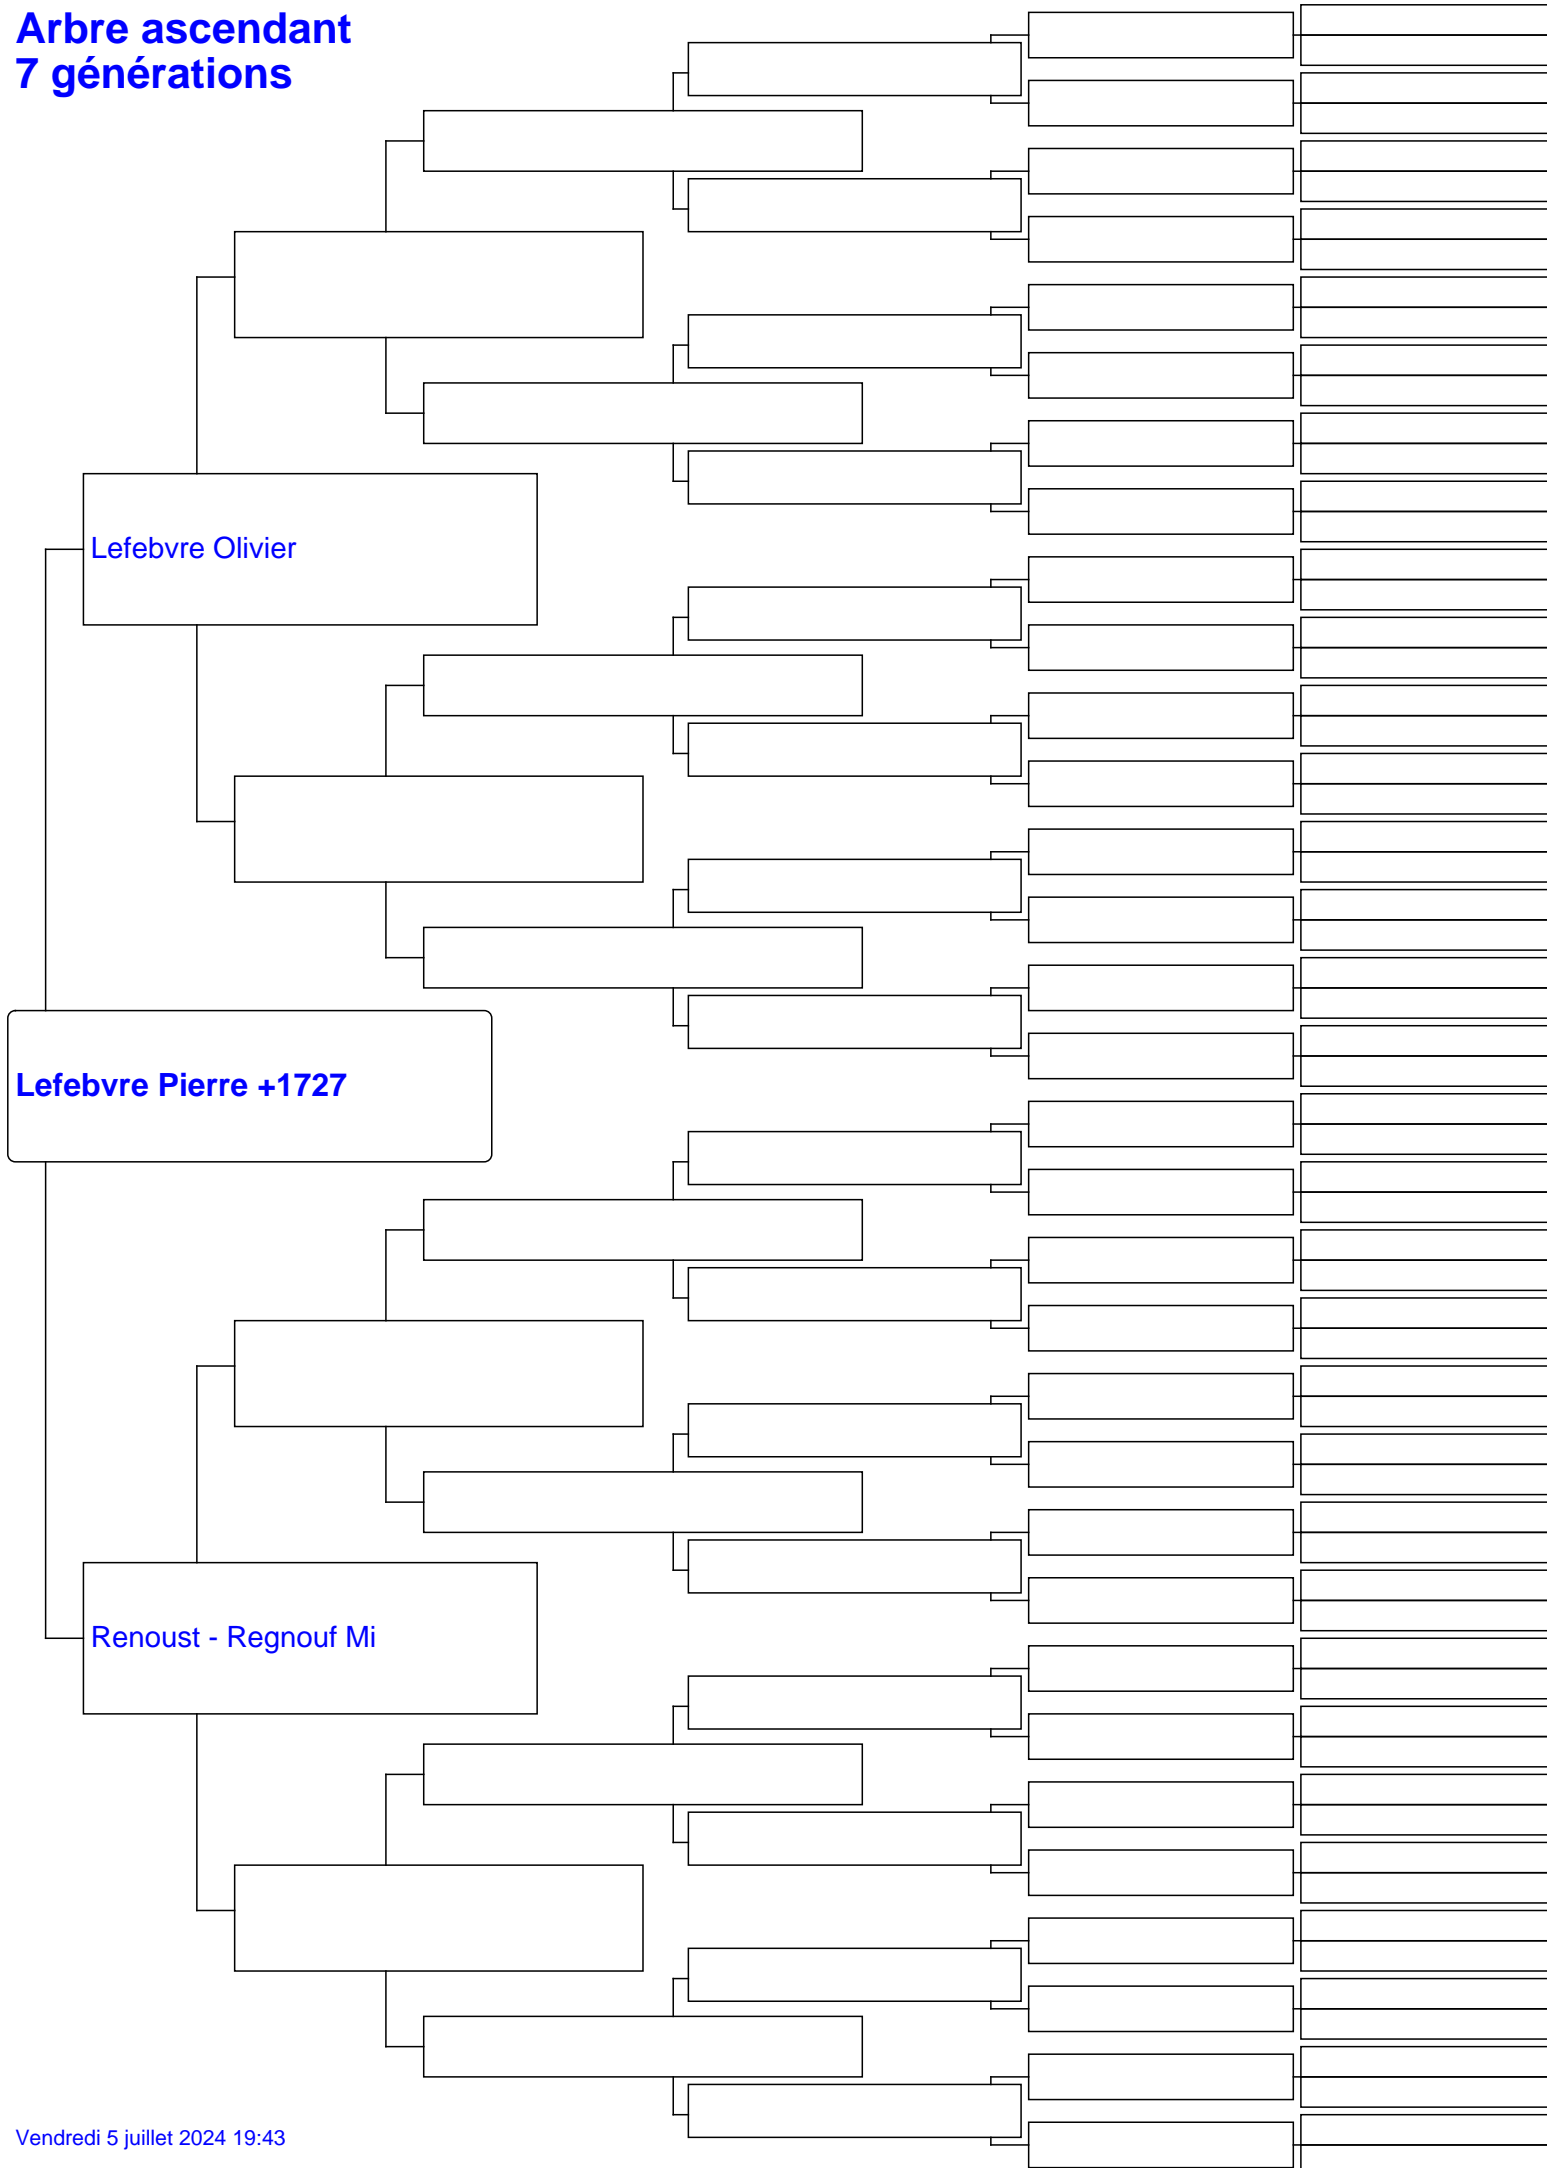 Arbre ascendant
7 générations
Lefebvre Olivier
Lefebvre Pierre +1727
Renoust - Regnouf Mi
Vendredi 5 juillet 2024 19:43